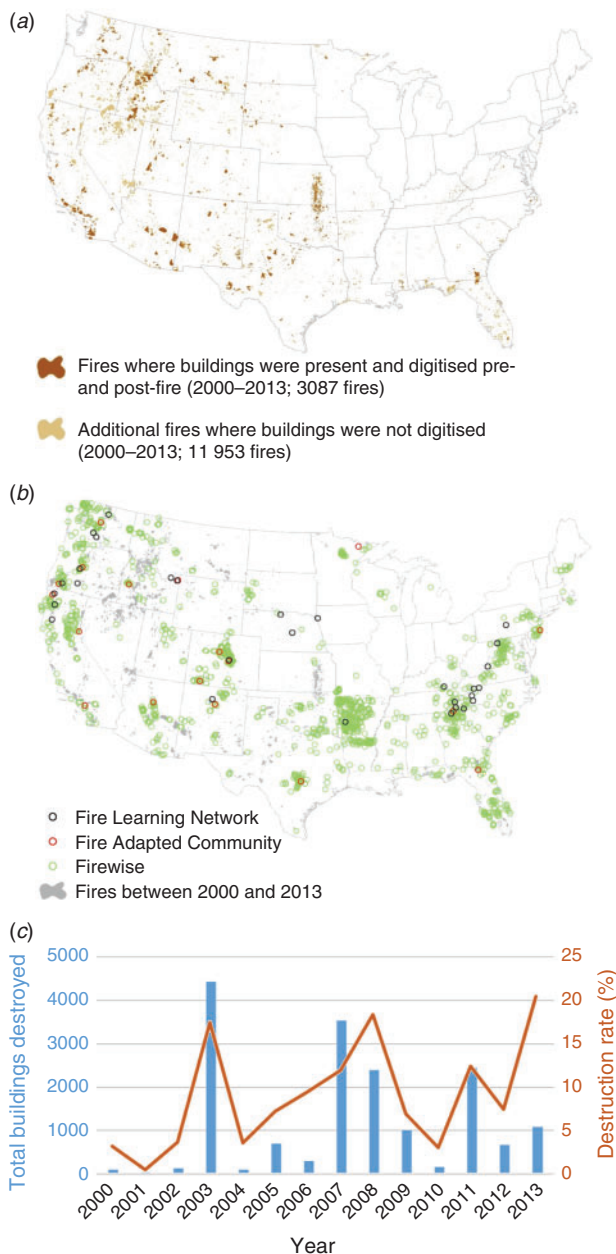 (a)
Fires where buildings were present and digitised pre-
and post-fire (2000–2013; 3087 fires)
Additional fires where buildings were not digitised
(2000–2013; 11 953 fires)
(b)
Fire Learning Network
Fire Adapted Community
Firewise
Fires between 2000 and 2013
(c)
Total buildings destroyed
5000
4000
3000
2000
1000
0
25
20
15
10
5
0
Destruction rate (%)
2000
2001
2002
2003
2004
2005
2006
2007
2008
2009
2010
2011
2012
2013
Year